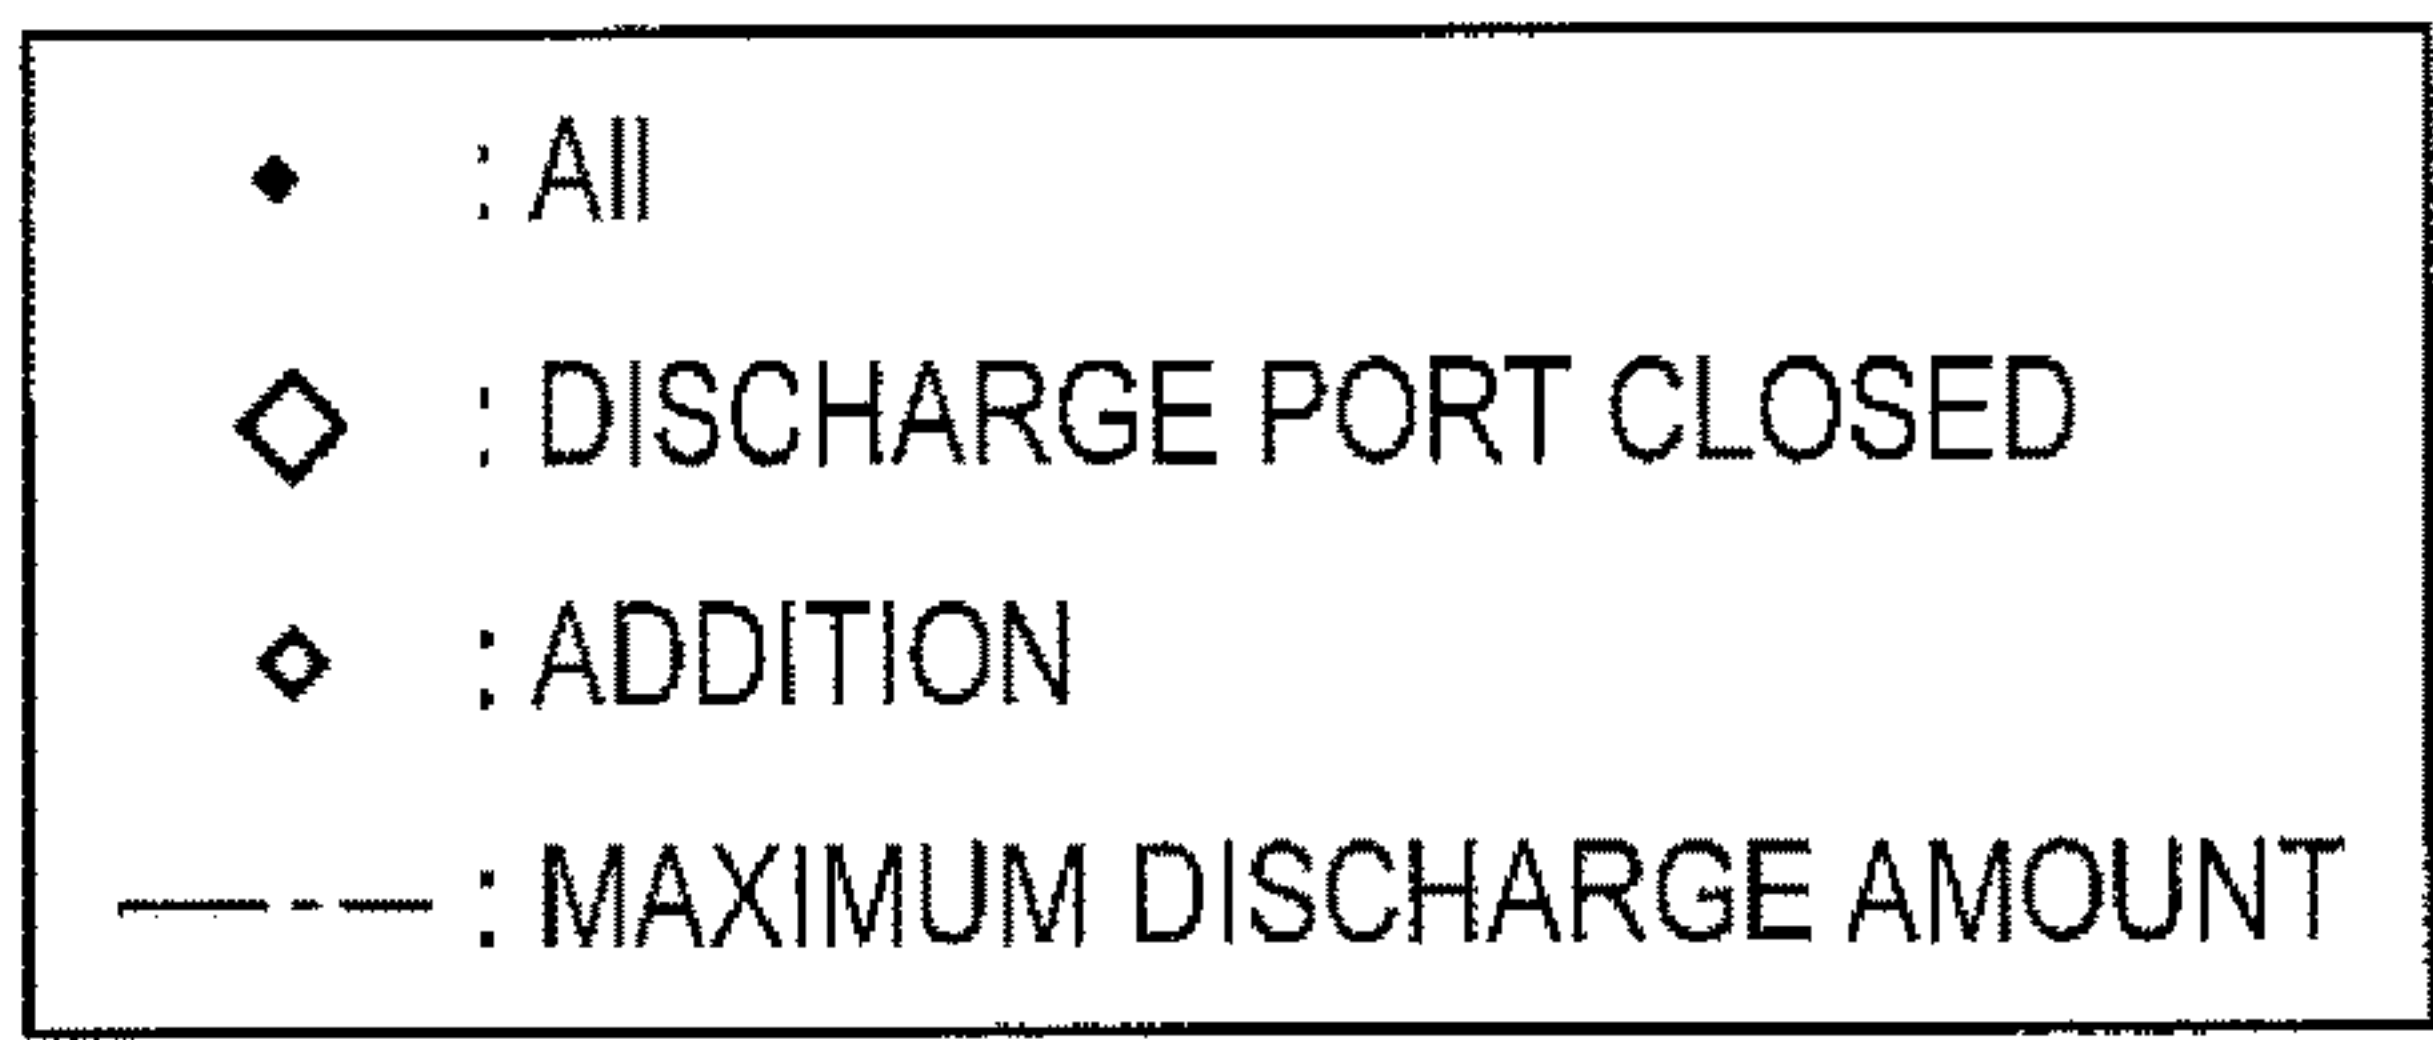 : All
: DISCHARGE PORT CLOSED
: ADDITION
: MAXIMUM DISCHARGE AMOUNT